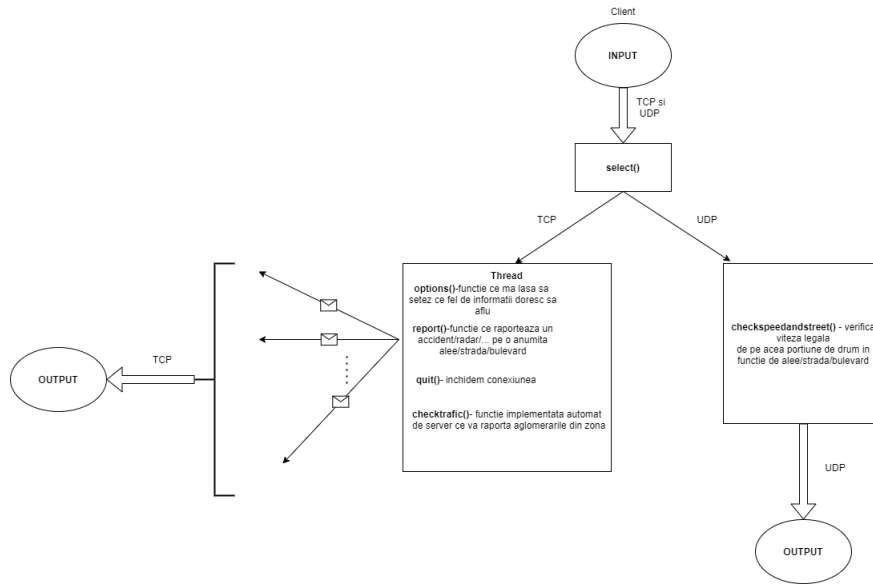 Client
INPUT
TCP si
UDP
select()
TCP
UDP
Thread
options()-functie ce ma lasa sa
setez ce fel de informatii doresc sa
aflu
report()-functie ce raporteaza un
accident/radar/... pe o anumita
alee/strada/bulevard
quit()- inchidem conexiunea
checktrafic()- functie implementata automat
de server ce va raporta aglomerarile din zona
checkspeedandstreet() - verifica
viteza legala
de pe acea portiune de drum in
functie de alee/strada/bulevard
TCP
OUTPUT
UDP
OUTPUT